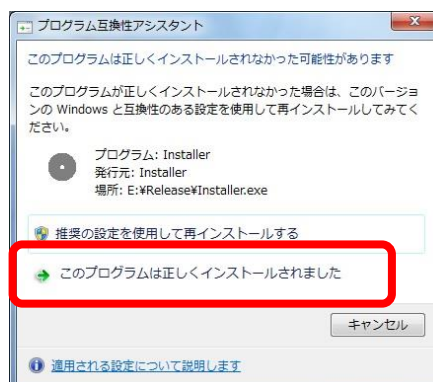 プログラム互換性アシスタント
このプログラムは正しくインストールされなかった可能性があります
このプログラムが正しくインストールされなかった場合は、このバージョ
ンの Windows と互換性のある設定を使用して再インストールしてみてく
ださい。
プログラム: Installer
発行元: Installer
場所: E:¥Release¥Installer.exe
推奨の設定を使用して再インストールする
このプログラムは正しくインストールされました
キャンセル
適用される設定について説明します